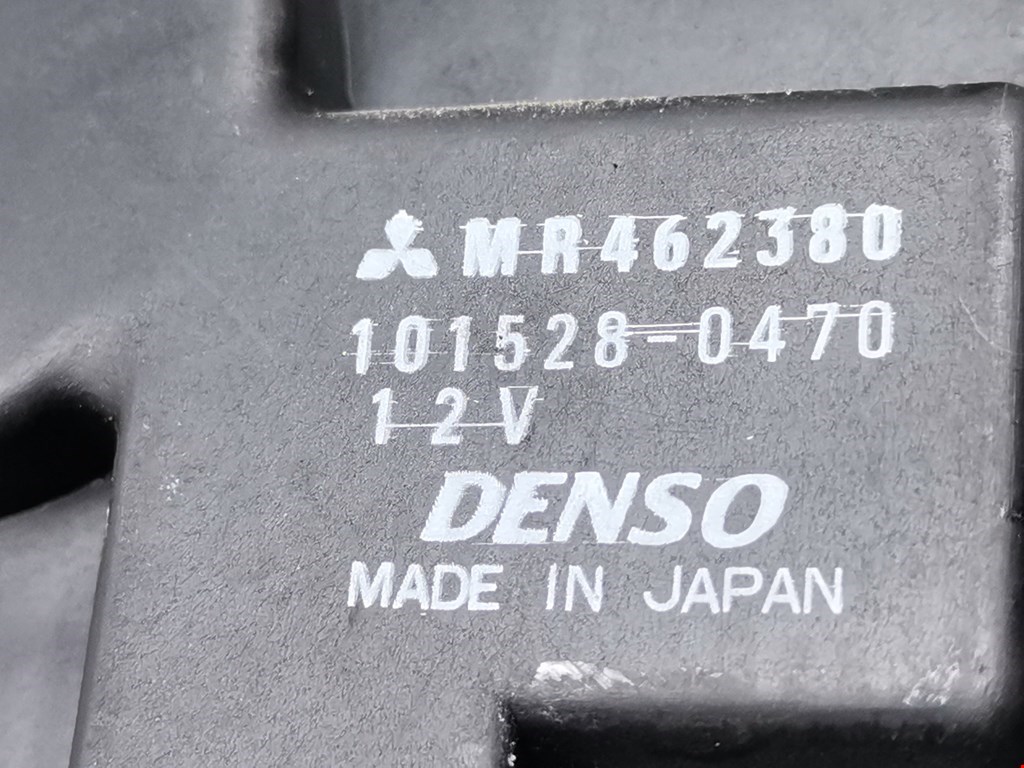 MR462380
101528-0470
12V
DENSO
MADE IN JAPAN